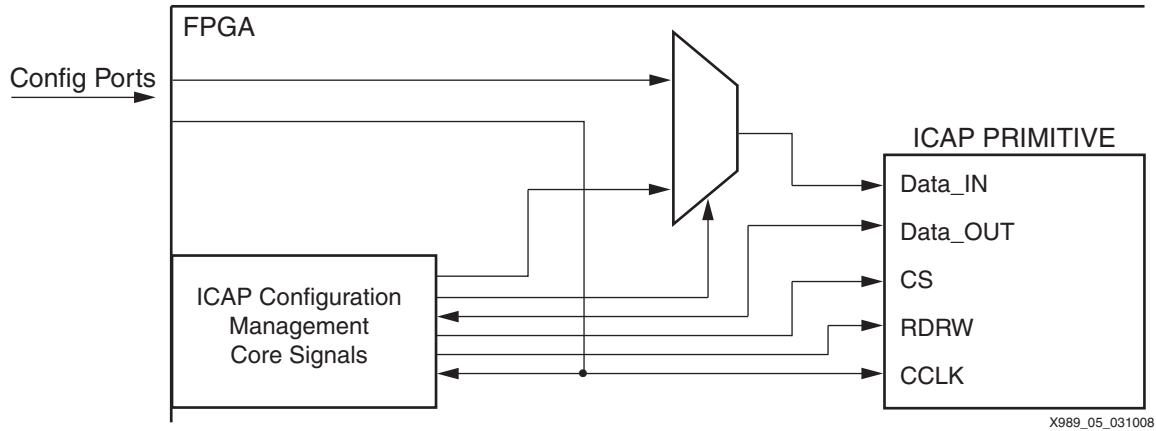 FPGA
Config Ports
ICAP PRIMITIVE
Data_IN
Data_OUT
CS
RDRW
CCLK
ICAP Configuration
Management
Core Signals
X989_05_031008